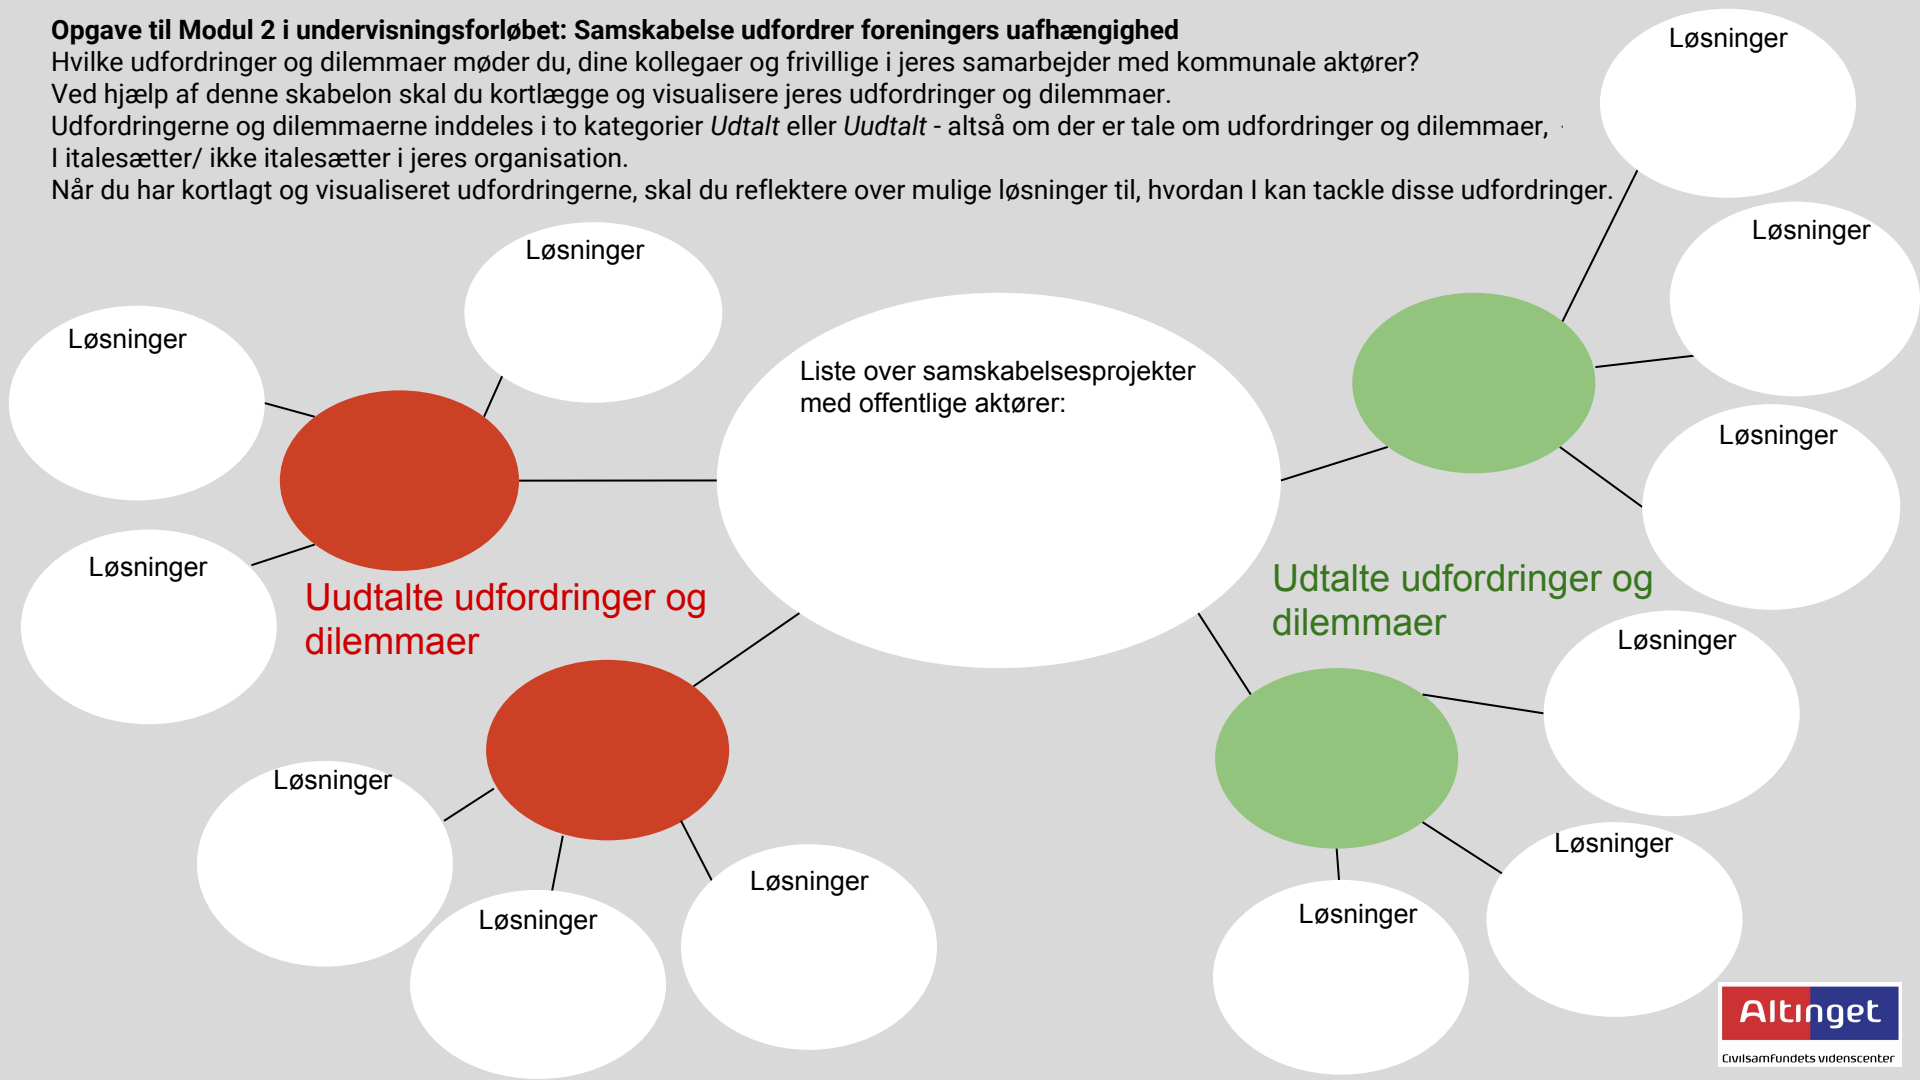 Opgave til Modul 2 i undervisningsforløbet: Samskabelse udfordrer foreningers uafhængighed
Hvilke udfordringer og dilemmaer møder du, dine kollegaer og frivillige i jeres samarbejder med kommunale aktører?
Ved hjælp af denne skabelon skal du kortlægge og visualisere jeres udfordringer og dilemmaer.
Udfordringerne og dilemmaerne inddeles i to kategorier Udtalt eller Uudtalt - altså om der er tale om udfordringer og dilemmaer,
I italesætter/ ikke italesætter i jeres organisation.
Når du har kortlagt og visualiseret udfordringerne, skal du reflektere over mulige løsninger til, hvordan I kan tackle disse udfordringer.
Løsninger
Løsninger
Løsninger
Løsninger
Liste over samskabelsesprojekter
med offentlige aktører:
Løsninger
Løsninger
Uudtalte udfordringer og
dilemmaer
Udtalte udfordringer og
dilemmaer
Løsninger
Løsninger
Løsninger
Løsninger
Løsninger
Løsninger
Altinget
Civilsamfundets videnscenter